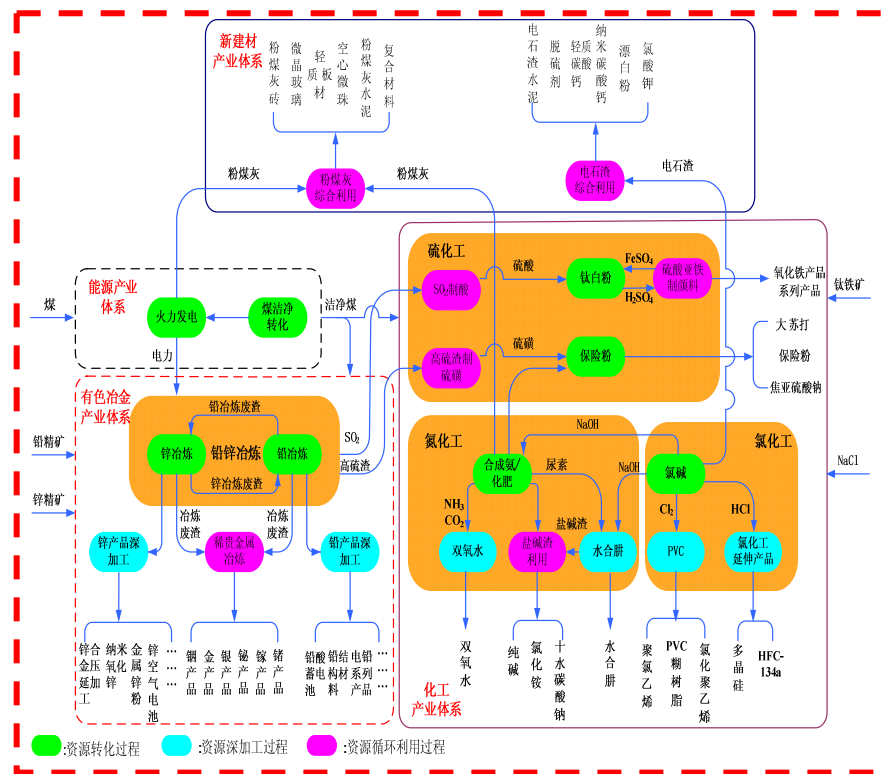 新建材
产业体系
粉煤灰砖
微晶玻璃
轻质板材
空心微珠
粉煤灰水泥
复合材料
电石渣水泥
脱硫剂
轻质碳酸钙
纳米碳酸钙
漂白粉
氯酸钾
粉煤灰
粉煤灰
综合利用
粉煤灰
电石渣
综合利用
电石渣
能源产业
体系
煤
火力发电
煤洁净
转化
洁净煤
电力
硫化工
SO₂制酸
硫酸
钛白粉
FeSO₄
H₂SO₄
硫酸亚铁
制颜料
氧化铁产品
系列产品
钛铁矿
高硫渣制
硫磺
硫磺
保险粉
大苏打
保险粉
焦亚硫酸钠
有色冶金
产业体系
铅冶炼废渣
锌冶炼
铅锌冶炼
铅冶炼
锌冶炼废渣
SO₂
高硫渣
铅精矿
锌精矿
冶炼
废渣
冶炼
废渣
锌产品深
加工
稀贵金属
冶炼
铅产品深
加工
锌合金压延加工
纳米氧化锌
金属锌粉
锌空气电池
……
铟产品
金产品
银产品
铋产品
镓产品
锗产品
铅酸蓄电池
铅结构材料
电铅系列产品
……
氮化工
氯化工
NaOH
合成氨/
化肥
尿素
NaOH
氯碱
NaCl
NH₃
CO₂
盐碱渣
Cl₂
HCl
双氧水
盐碱渣
利用
水合肼
PVC
氯化工
延伸产品
双氧水
纯碱
氯化铵
十水碳酸钠
水合肼
聚氯乙烯
PVC糊树脂
氯化聚乙烯
多晶硅
HFC-
134a
化工
产业体系
:资源转化过程
:资源深加工过程
:资源循环利用过程